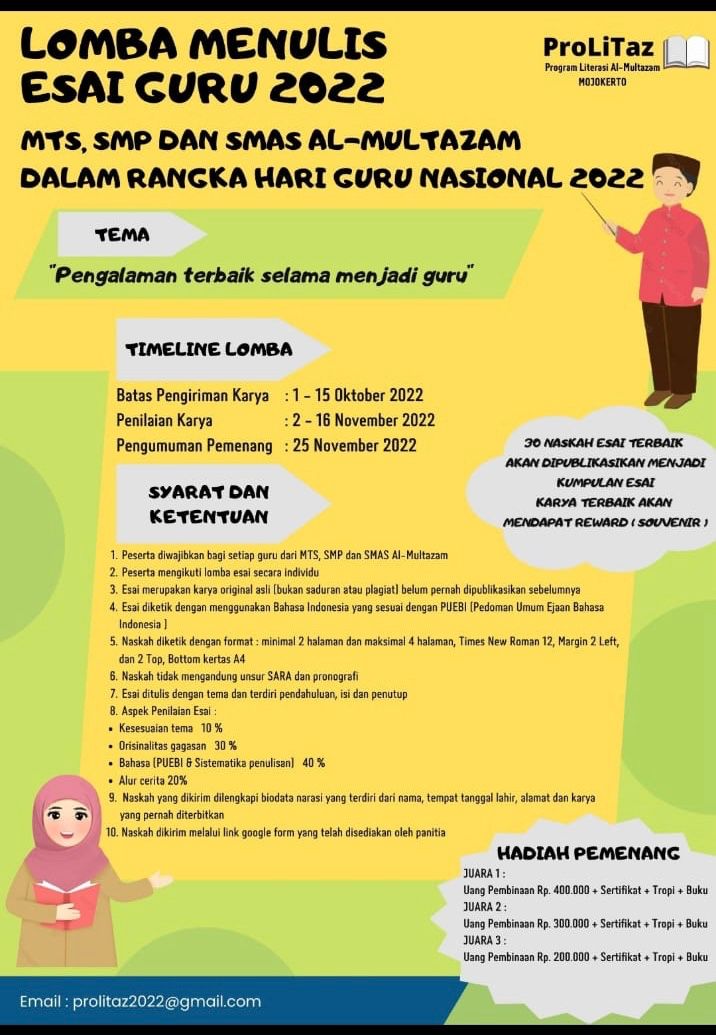 LOMBA MENULIS
ESAI GURU 2022
ProLiTaz
Program Literasi Al-Multazam
MOJOKERTO
MTS, SMP DAN SMAS AL-MULTAZAM
DALAM RANGKA HARI GURU NASIONAL 2022
TEMA
"Pengalaman terbaik selama menjadi guru"
TIMELINE LOMBA
Batas Pengiriman Karya : 1 - 15 Oktober 2022
Penilaian Karya : 2 - 16 November 2022
Pengumuman Pemenang : 25 November 2022
30 NASKAH ESAI TERBAIK
AKAN DIPUBLIKASIKAN MENJADI
KUMPULAN ESAI
KARYA TERBAIK AKAN
MENDAPAT REWARD ( SOUVENIR )
SYARAT DAN
KETENTUAN
1. Peserta diwajibkan bagi setiap guru dari MTS, SMP dan SMAS Al-Multazam
2. Peserta mengikuti lomba esai secara individu
3. Esai merupakan karya original asli (bukan saduran atau plagiat) belum pernah dipublikasikan sebelumnya
4. Esai diketik dengan menggunakan Bahasa Indonesia yang sesuai dengan PUEBI (Pedoman Umum Ejaan Bahasa
Indonesia )
5. Naskah diketik dengan format : minimal 2 halaman dan maksimal 4 halaman, Times New Roman 12, Margin 2 Left,
dan 2 Top, Bottom kertas A4
6. Naskah tidak mengandung unsur SARA dan pronografi
7. Esai ditulis dengan tema dan terdiri pendahuluan, isi dan penutup
8. Aspek Penilaian Esai :
• Kesesuaian tema 10 %
• Orisinalitas gagasan 30 %
• Bahasa (PUEBI & Sistematika penulisan) 40 %
• Alur cerita 20%
9. Naskah yang dikirim dilengkapi biodata narasi yang terdiri dari nama, tempat tanggal lahir, alamat dan karya
yang pernah diterbitkan
10. Naskah dikirim melalui link google form yang telah disediakan oleh panitia
HADIAH PEMENANG
JUARA 1 :
Uang Pembinaan Rp. 400.000 + Sertifikat + Tropi + Buku
JUARA 2 :
Uang Pembinaan Rp. 300.000 + Sertifikat + Tropi + Buku
JUARA 3 :
Uang Pembinaan Rp. 200.000 + Sertifikat + Tropi + Buku
Email : prolitaz2022@gmail.com